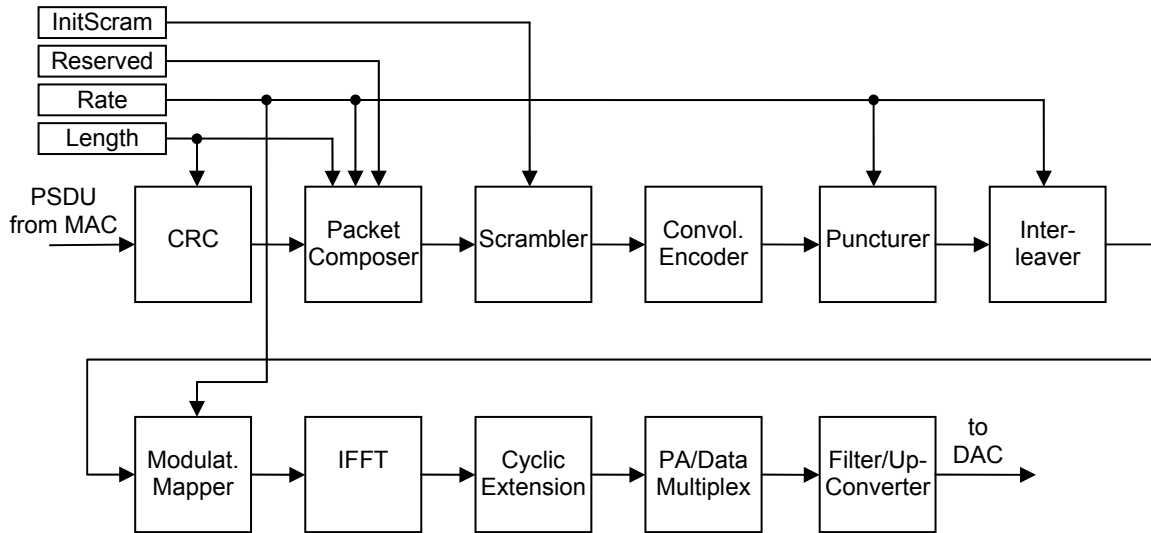 InitScram
Reserved
Rate
Length
PSDU
from MAC
CRC
Packet
Composer
Scrambler
Convol.
Encoder
Puncturer
Inter-
leaver
Modulat.
Mapper
IFFT
Cyclic
Extension
PA/Data
Multiplex
Filter/Up-
Converter
to
DAC